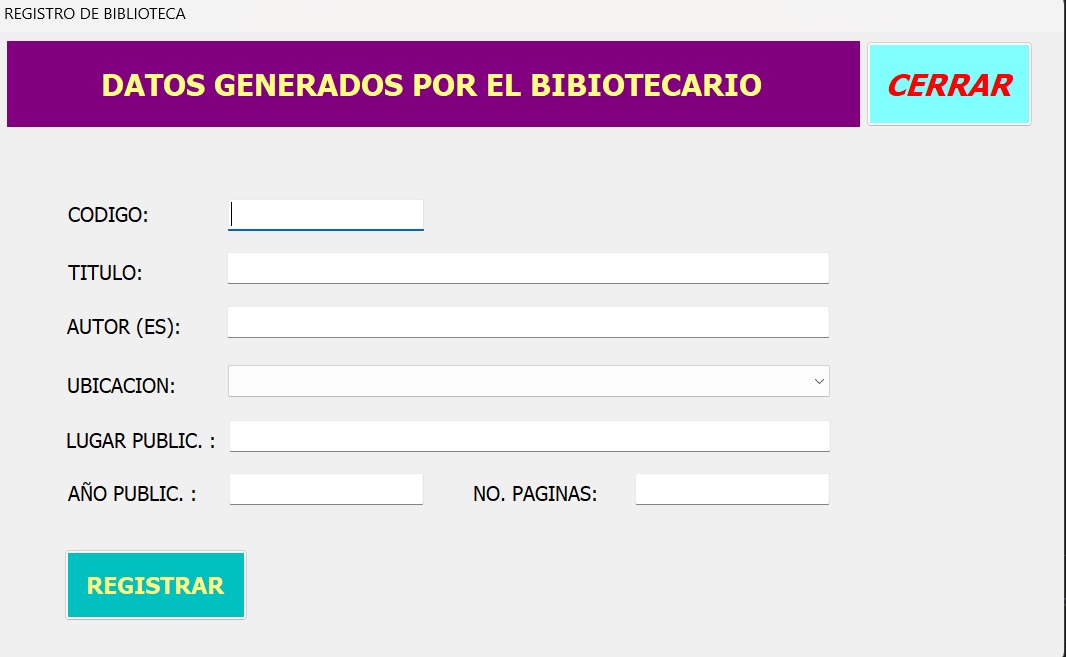 REGISTRO DE BIBLIOTECA
DATOS GENERADOS POR EL BIBIOTECARIO
CERRAR
CODIGO:
TITULO:
AUTOR (ES):
UBICACION:
LUGAR PUBLIC. :
AÑO PUBLIC. :
NO. PAGINAS:
REGISTRAR